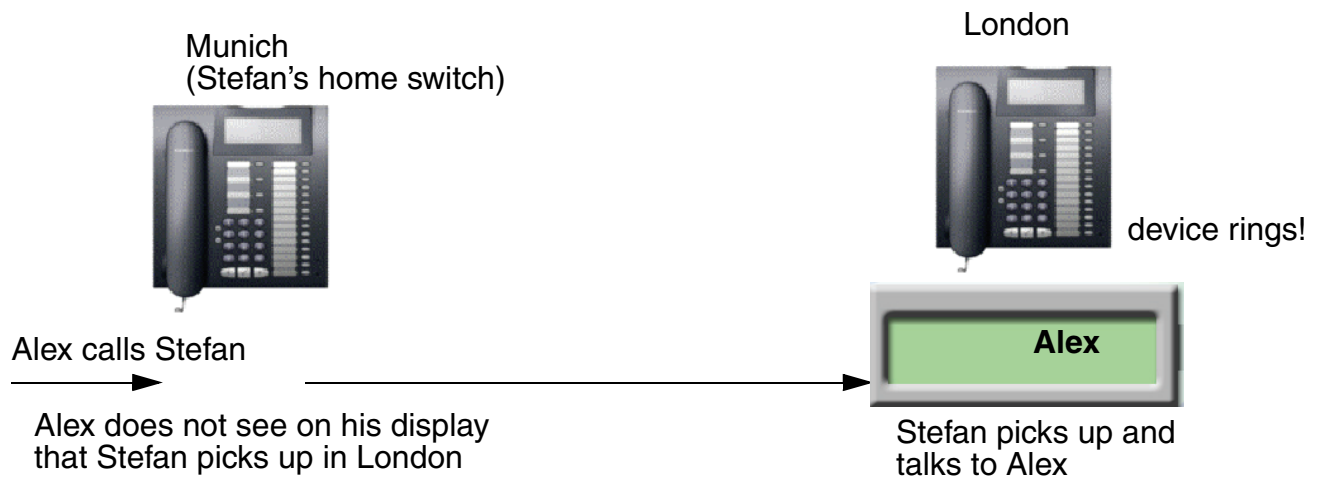 Munich
(Stefan's home switch)
London
device rings!
Alex calls Stefan
Alex
Alex does not see on his display
that Stefan picks up in London
Stefan picks up and
talks to Alex